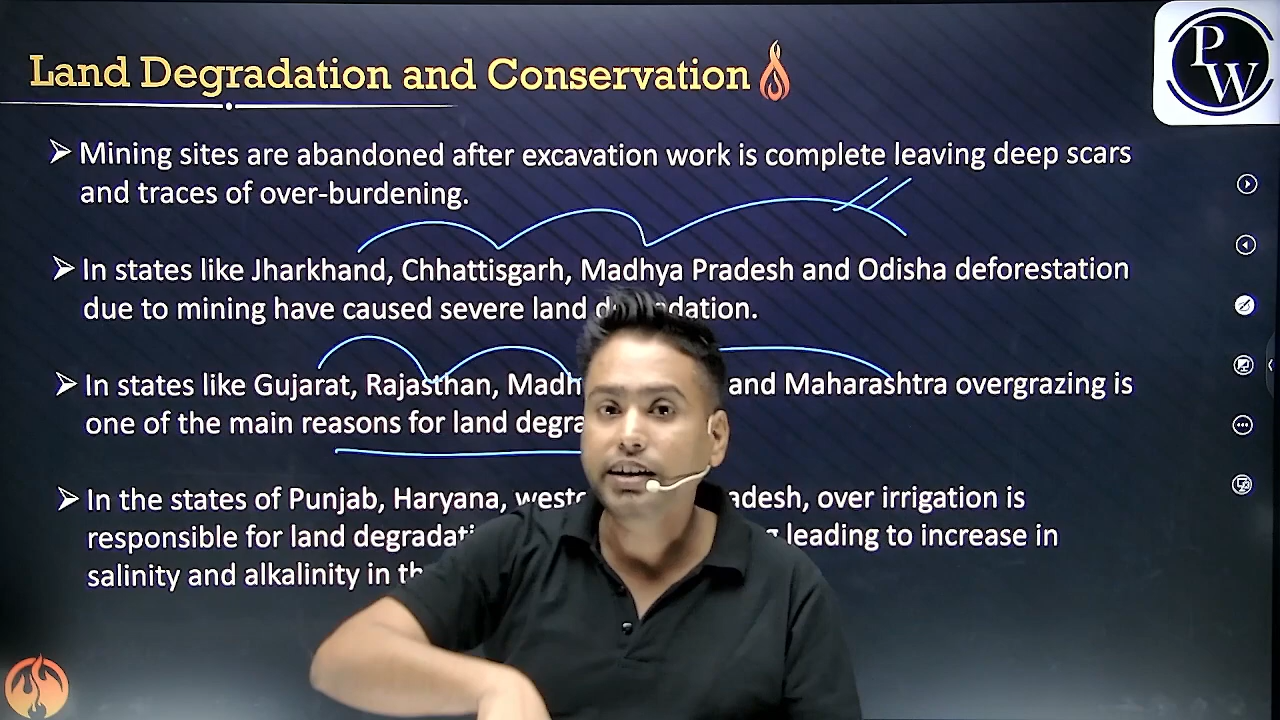 Land Degradation and Conservation
PW
➢ Mining sites are abandoned after excavation work is complete leaving deep scars
and traces of over-burdening.
➢ In states like Jharkhand, Chhattisgarh, Madhya Pradesh and Odisha deforestation
due to mining have caused severe land
➢ In states like Gujarat, Rajasthan, and Maharashtra overgrazing is
one of the main reasons for land
➢ In the states of Punjab, Haryana, over irrigation is
responsible for land leading to increase in
salinity and alkalinity in